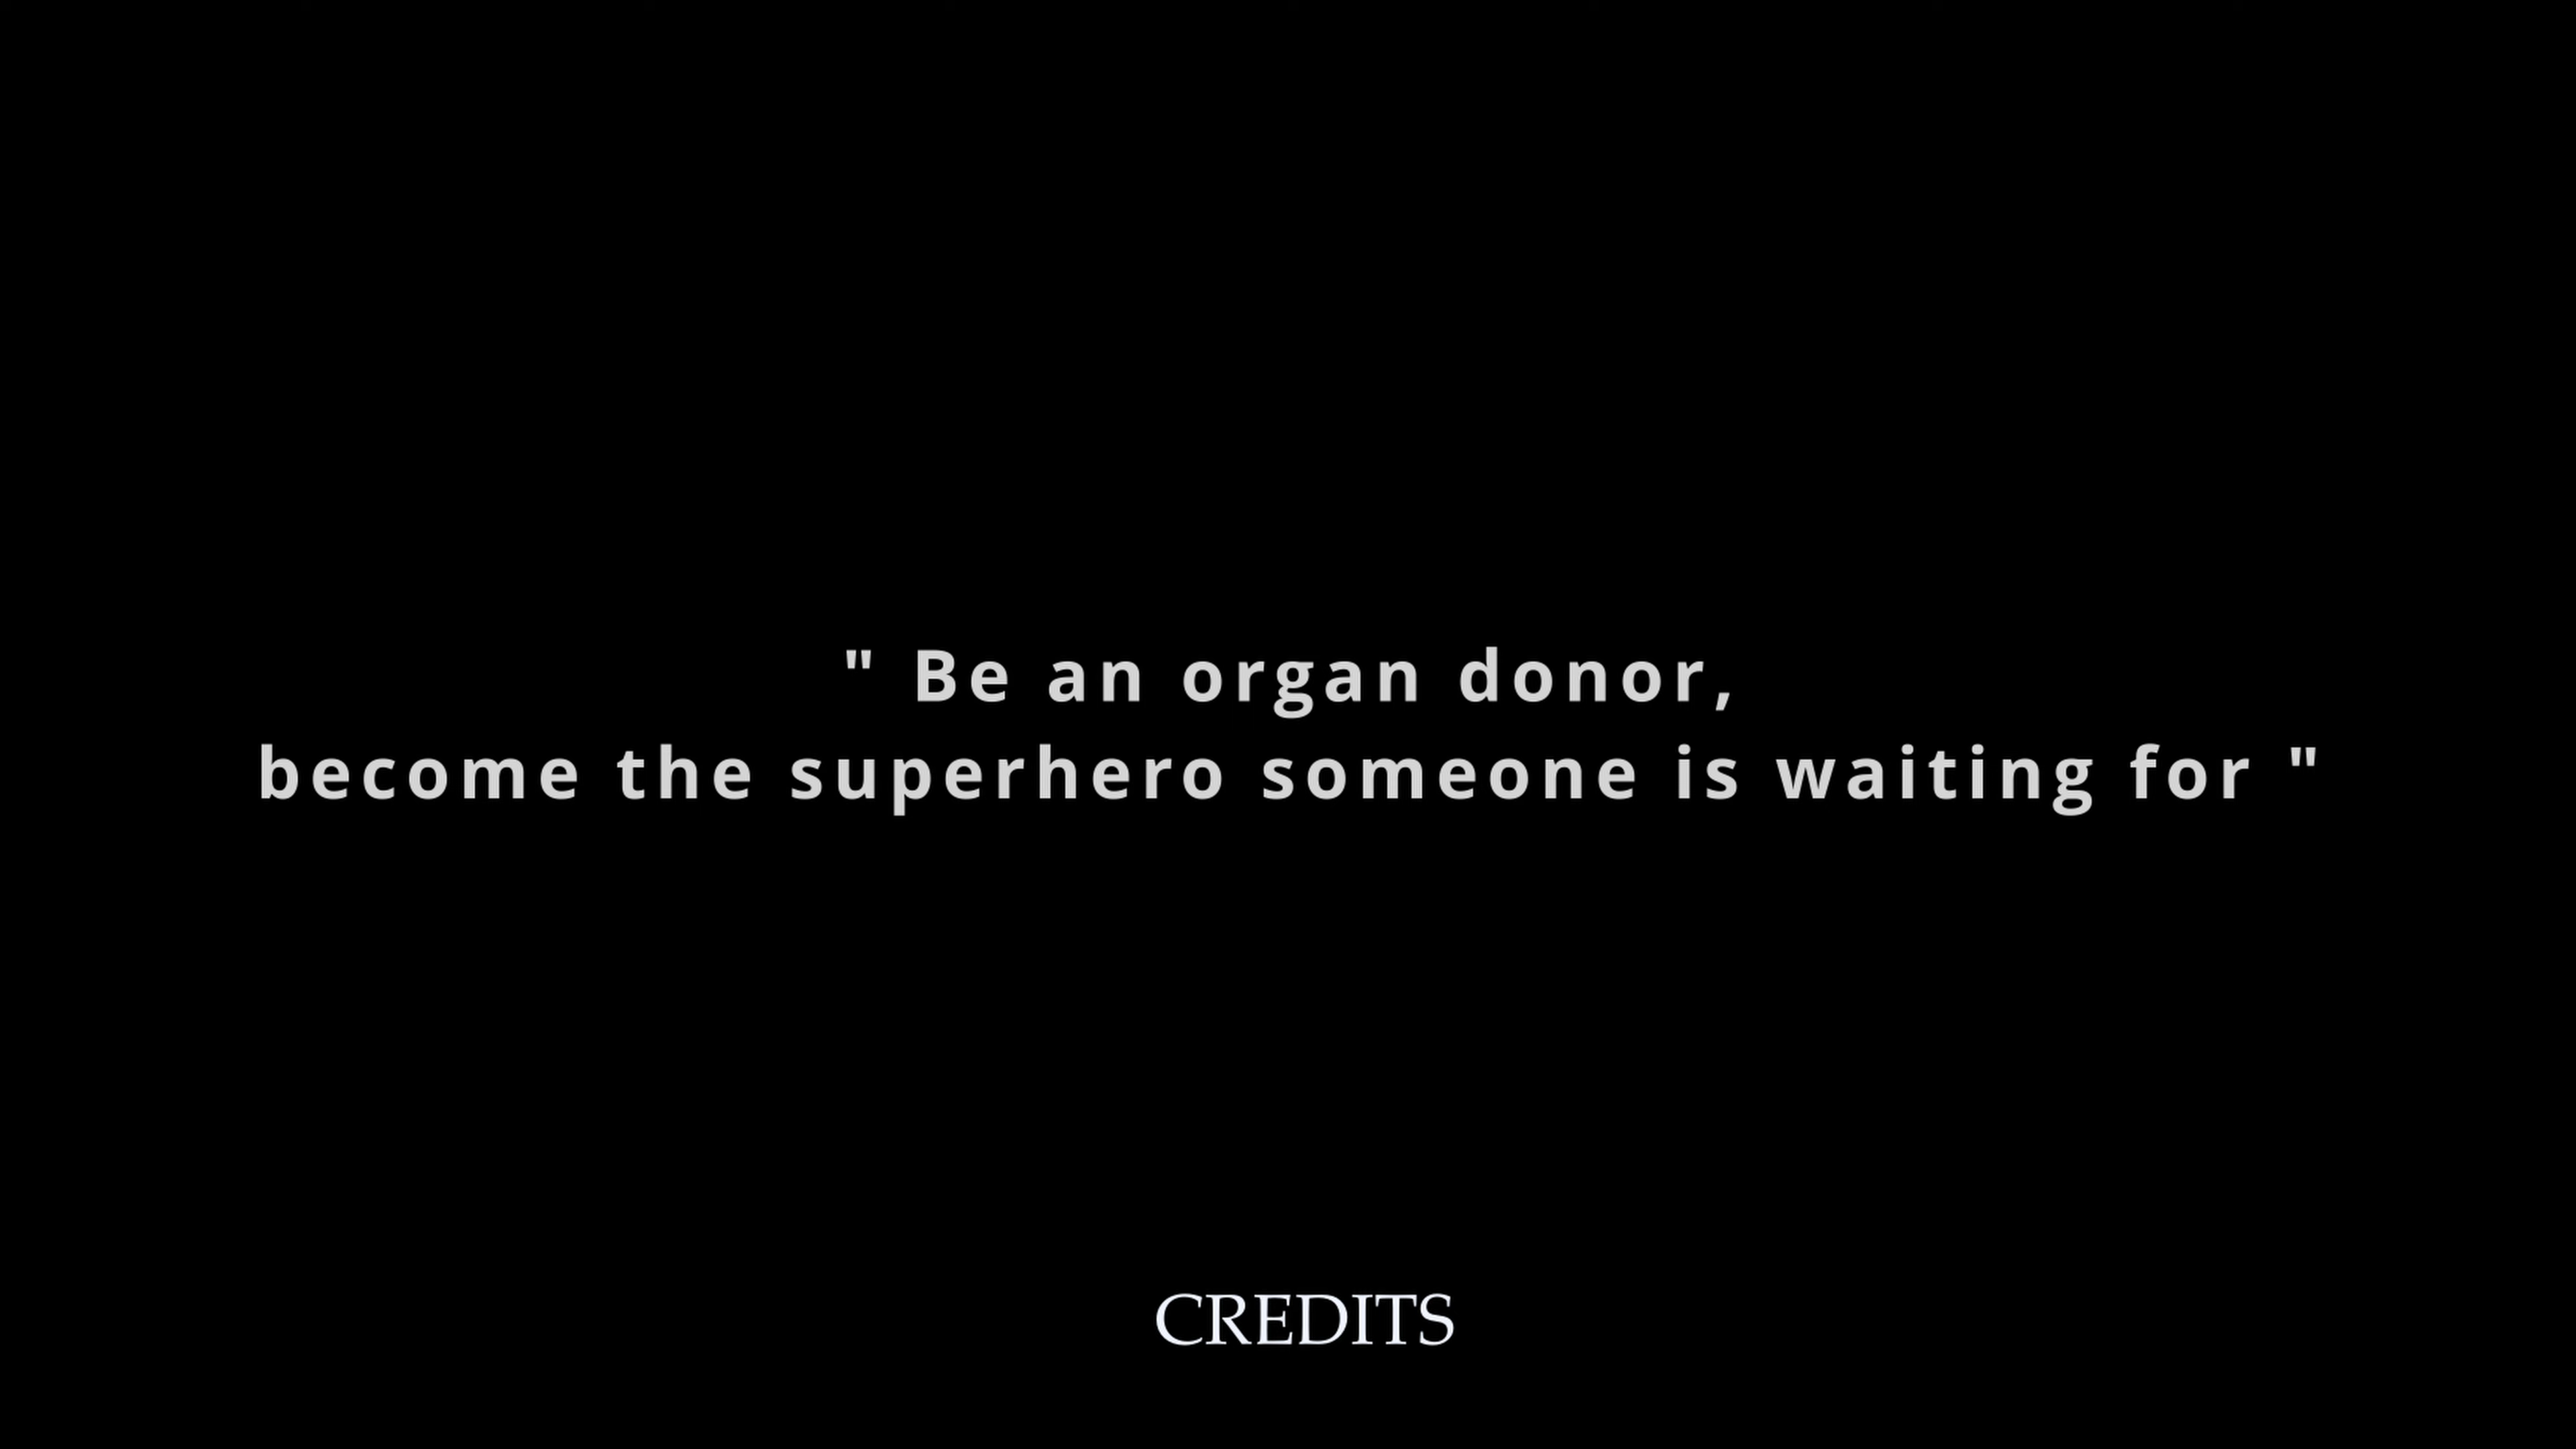 " Be an organ donor,
become the superhero someone is waiting for "
CREDITS